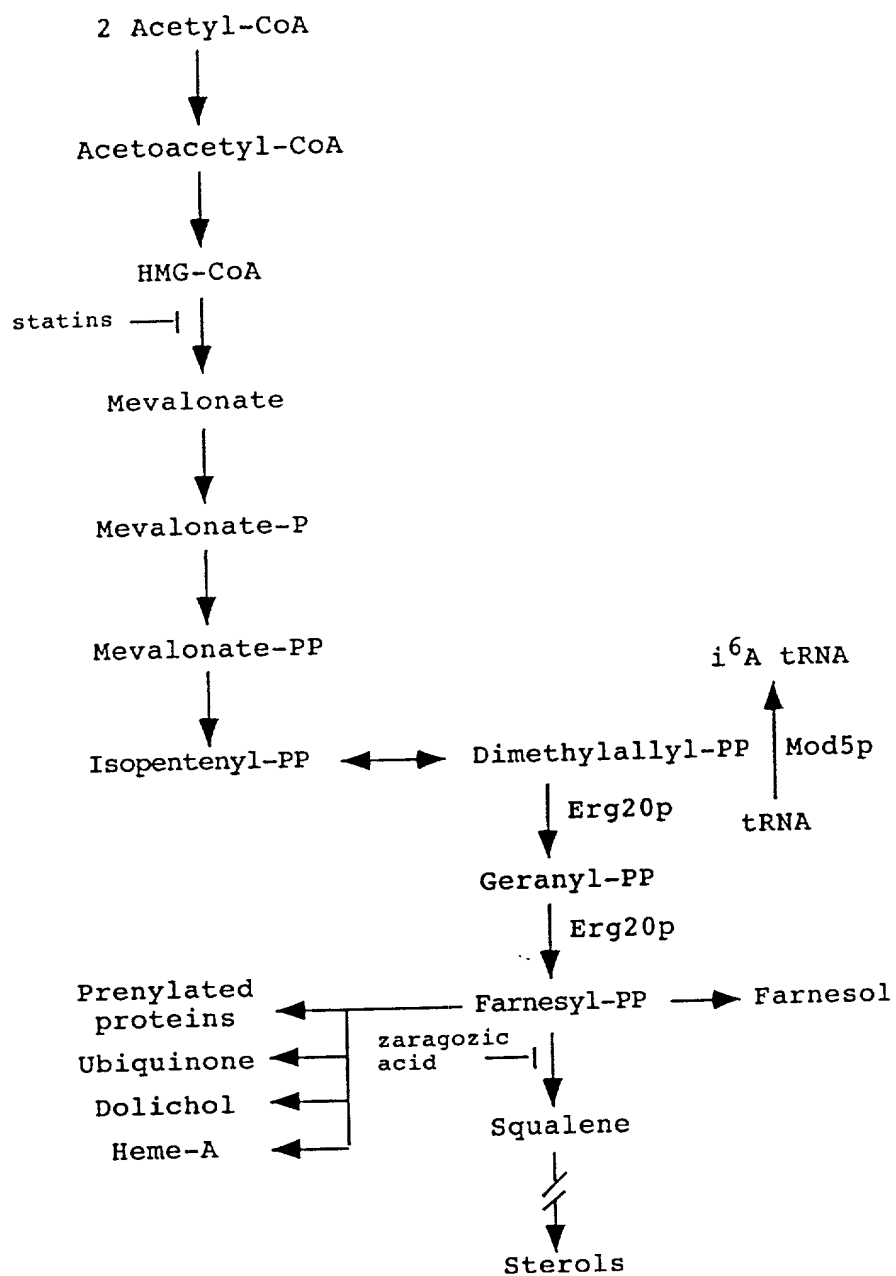 2 Acetyl-CoA
Acetoacetyl-CoA
HMG-CoA
statins
Mevalonate
Mevalonate-P
Mevalonate-PP
i⁶A tRNA
Isopentenyl-PP
Dimethylallyl-PP
Mod5p
Erg20p
tRNA
Geranyl-PP
Erg20p
Prenylated
proteins
Farnesyl-PP
Farnesol
zaragozic
acid
Ubiquinone
Dolichol
Squalene
Heme-A
Sterols